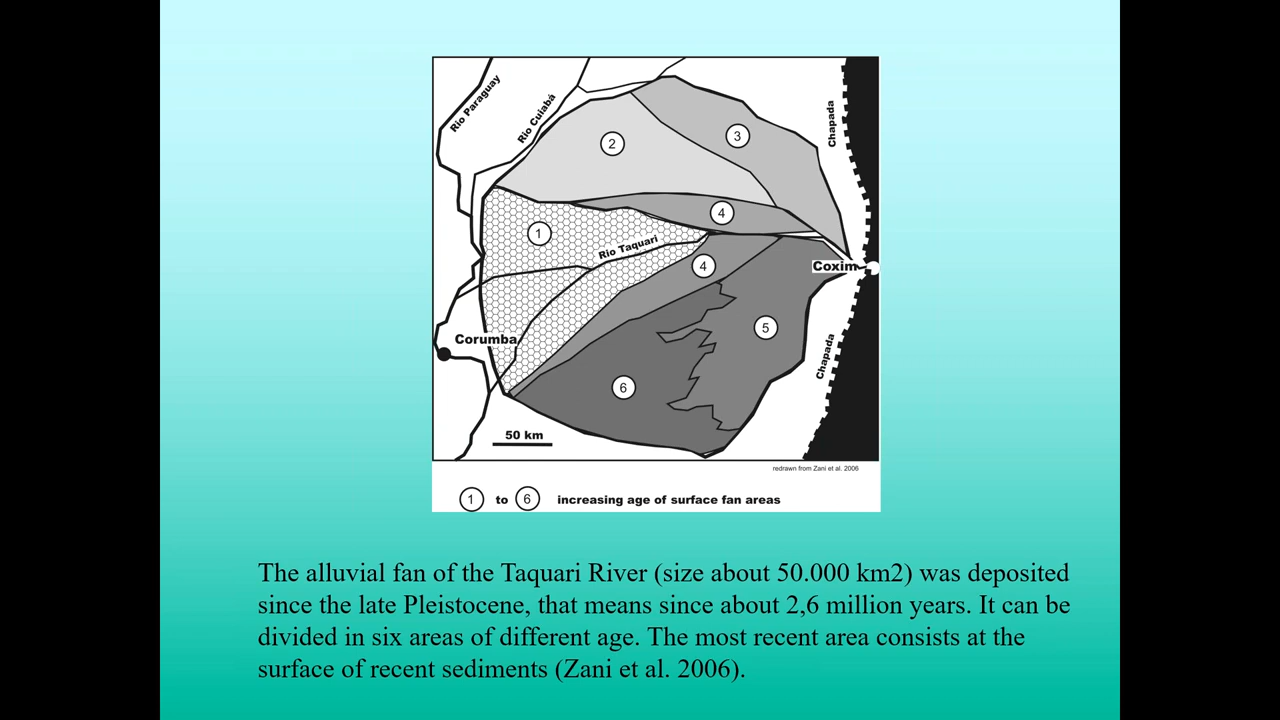 Rio Paraguay
Rio Cuiabá
Chapada
2
3
4
1
Rio Taquari
4
Coxim
5
Corumba
Chapada
6
50 km
redrawn from Zani et al. 2006
1 to 6 increasing age of surface fan areas
The alluvial fan of the Taquari River (size about 50.000 km2) was deposited
since the late Pleistocene, that means since about 2,6 million years. It can be
divided in six areas of different age. The most recent area consists at the
surface of recent sediments (Zani et al. 2006).